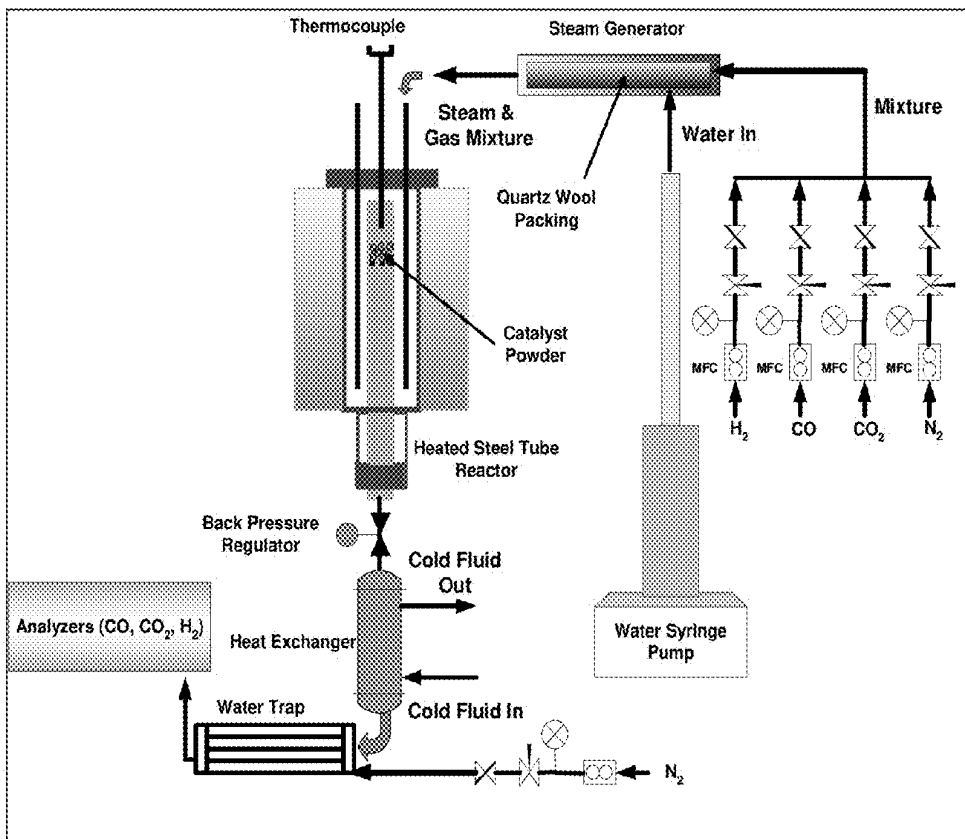 Thermocouple
Steam Generator
Steam &
Gas Mixture
Water In
Mixture
Quartz Wool
Packing
Catalyst
Powder
MFC
MFC
MFC
MFC
H₂
CO
CO₂
N₂
Heated Steel Tube
Reactor
Back Pressure
Regulator
Cold Fluid
Out
Analyzers (CO, CO₂, H₂)
Heat Exchanger
Water Syringe
Pump
Water Trap
Cold Fluid In
N₂